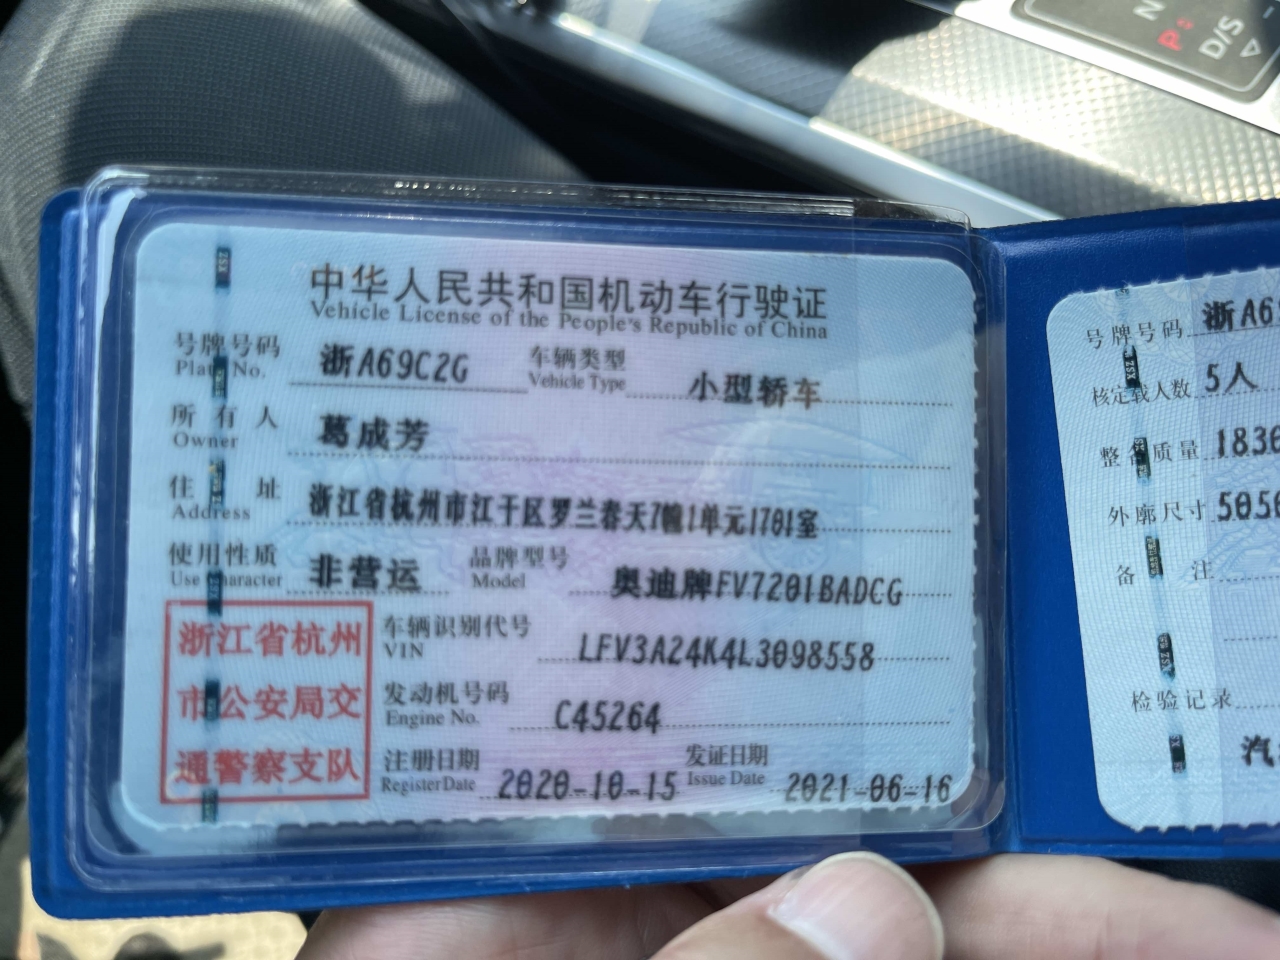 N
P
D/S
中华人民共和国机动车行驶证
Vehicle License of the People's Republic of China
号牌号码 浙A69C2G 车辆类型 小型轿车
Plate No. Vehicle Type
所有人 葛成芳
Owner
住址 浙江省杭州市江干区罗兰春天7幢1单元1701室
Address
使用性质 非营运 品牌型号 奥迪牌FV7201BADCG
Use Character Model
浙江省杭州
市公安局交
通警察支队
车辆识别代号 LFV3A24K4L3098558
VIN
发动机号码 C45264
Engine No.
注册日期 2020-10-15 发证日期 2021-06-16
Register Date Issue Date
号牌号码 浙A6
核定载人数 5人
整备质量 183
外廓尺寸 505
备注
检验记录
汽